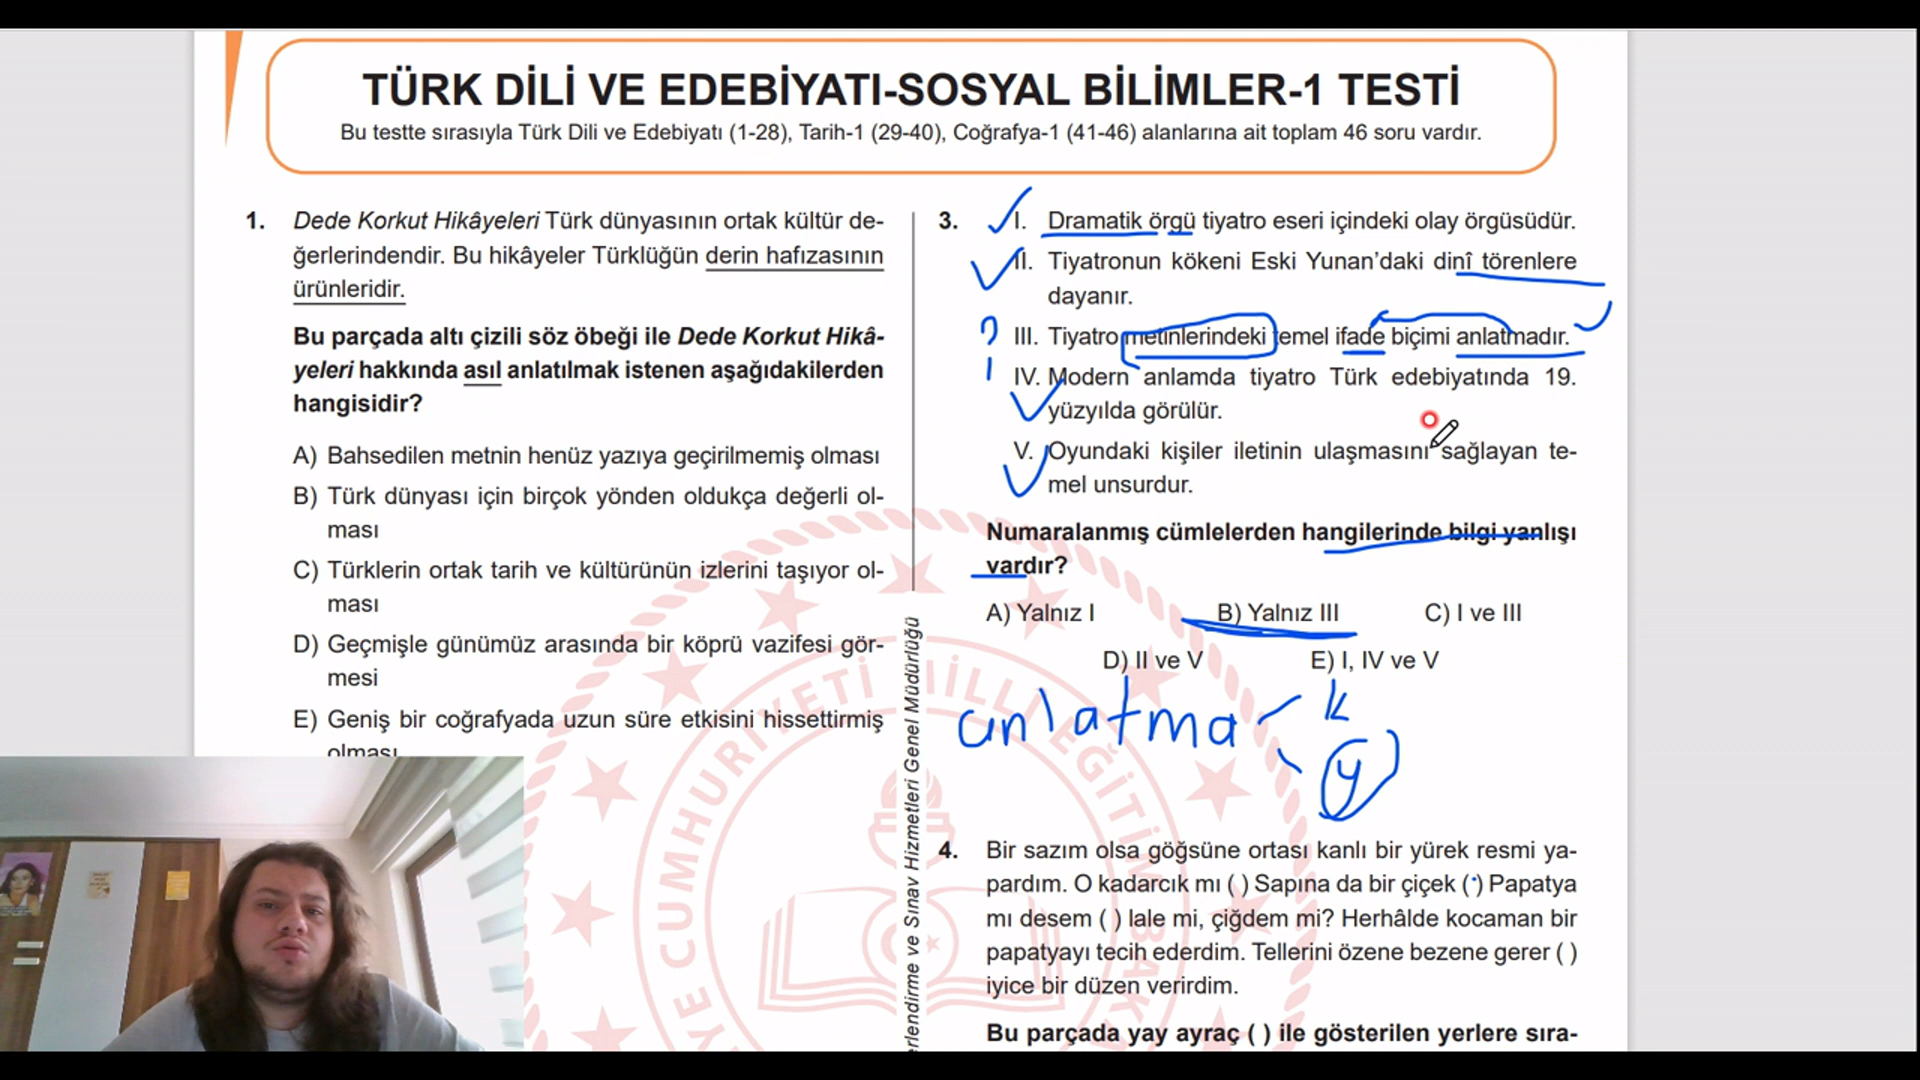 TÜRK DİLİ VE EDEBİYATI-SOSYAL BİLİMLER-1 TESTİ
Bu testte sırasıyla Türk Dili ve Edebiyatı (1-28), Tarih-1 (29-40), Coğrafya-1 (41-46) alanlarına ait toplam 46 soru vardır.
1. Dede Korkut Hikâyeleri Türk dünyasının ortak kültür de-
ğerlerindendir. Bu hikâyeler Türklüğün derin hafızasının
ürünleridir.
Bu parçada altı çizili söz öbeği ile Dede Korkut Hikâ-
yeleri hakkında asıl anlatılmak istenen aşağıdakilerden
hangisidir?
A) Bahsedilen metnin henüz yazıya geçirilmemiş olması
B) Türk dünyası için birçok yönden oldukça değerli ol-
ması
C) Türklerin ortak tarih ve kültürünün izlerini taşıyor ol-
ması
D) Geçmişle günümüz arasında bir köprü vazifesi gör-
mesi
E) Geniş bir coğrafyada uzun süre etkisini hissettirmiş
olması
erlendirme ve Sınav Hizmetleri Genel Müdürlüğü
3. I. Dramatik örgü tiyatro eseri içindeki olay örgüsüdür.
II. Tiyatronun kökeni Eski Yunan’daki dinî törenlere
dayanır.
? III. Tiyatro metinlerindeki temel ifade biçimi anlatmadır.
IV. Modern anlamda tiyatro Türk edebiyatında 19.
yüzyılda görülür.
V. Oyundaki kişiler iletinin ulaşmasını sağlayan te-
mel unsurdur.
Numaralanmış cümlelerden hangilerinde bilgi yanlışı
vardır?
A) Yalnız I B) Yalnız III C) I ve III
D) II ve V E) I, IV ve V
anlatma k
y
4. Bir sazım olsa göğsüne ortası kanlı bir yürek resmi ya-
pardım. O kadarcık mı ( ) Sapına da bir çiçek ( ) Papatya
mı desem ( ) lale mi, çiğdem mi? Herhâlde kocaman bir
papatyayı tecih ederdim. Tellerini özene bezene gerer ( )
iyice bir düzen verirdim.
Bu parçada yay ayraç ( ) ile gösterilen yerlere sıra-
YE CUMHURİYETİ MİLLÎ EĞİTİM BAKA